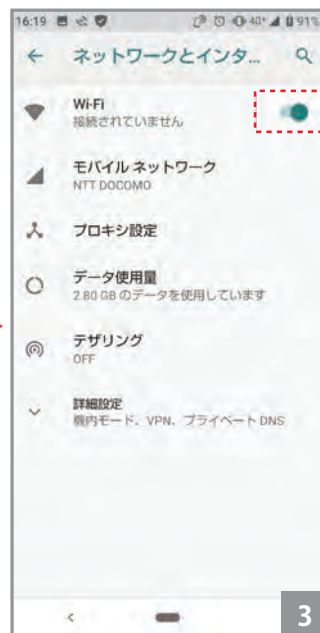 16:19 91%
ネットワークとインタ...
Wi-Fi
接続されていません
モバイル ネットワーク
NTT DOCOMO
プロキシ設定
データ使用量
2.80 GB のデータを使用しています
テザリング
OFF
詳細設定
機内モード、VPN、プライベート DNS
3